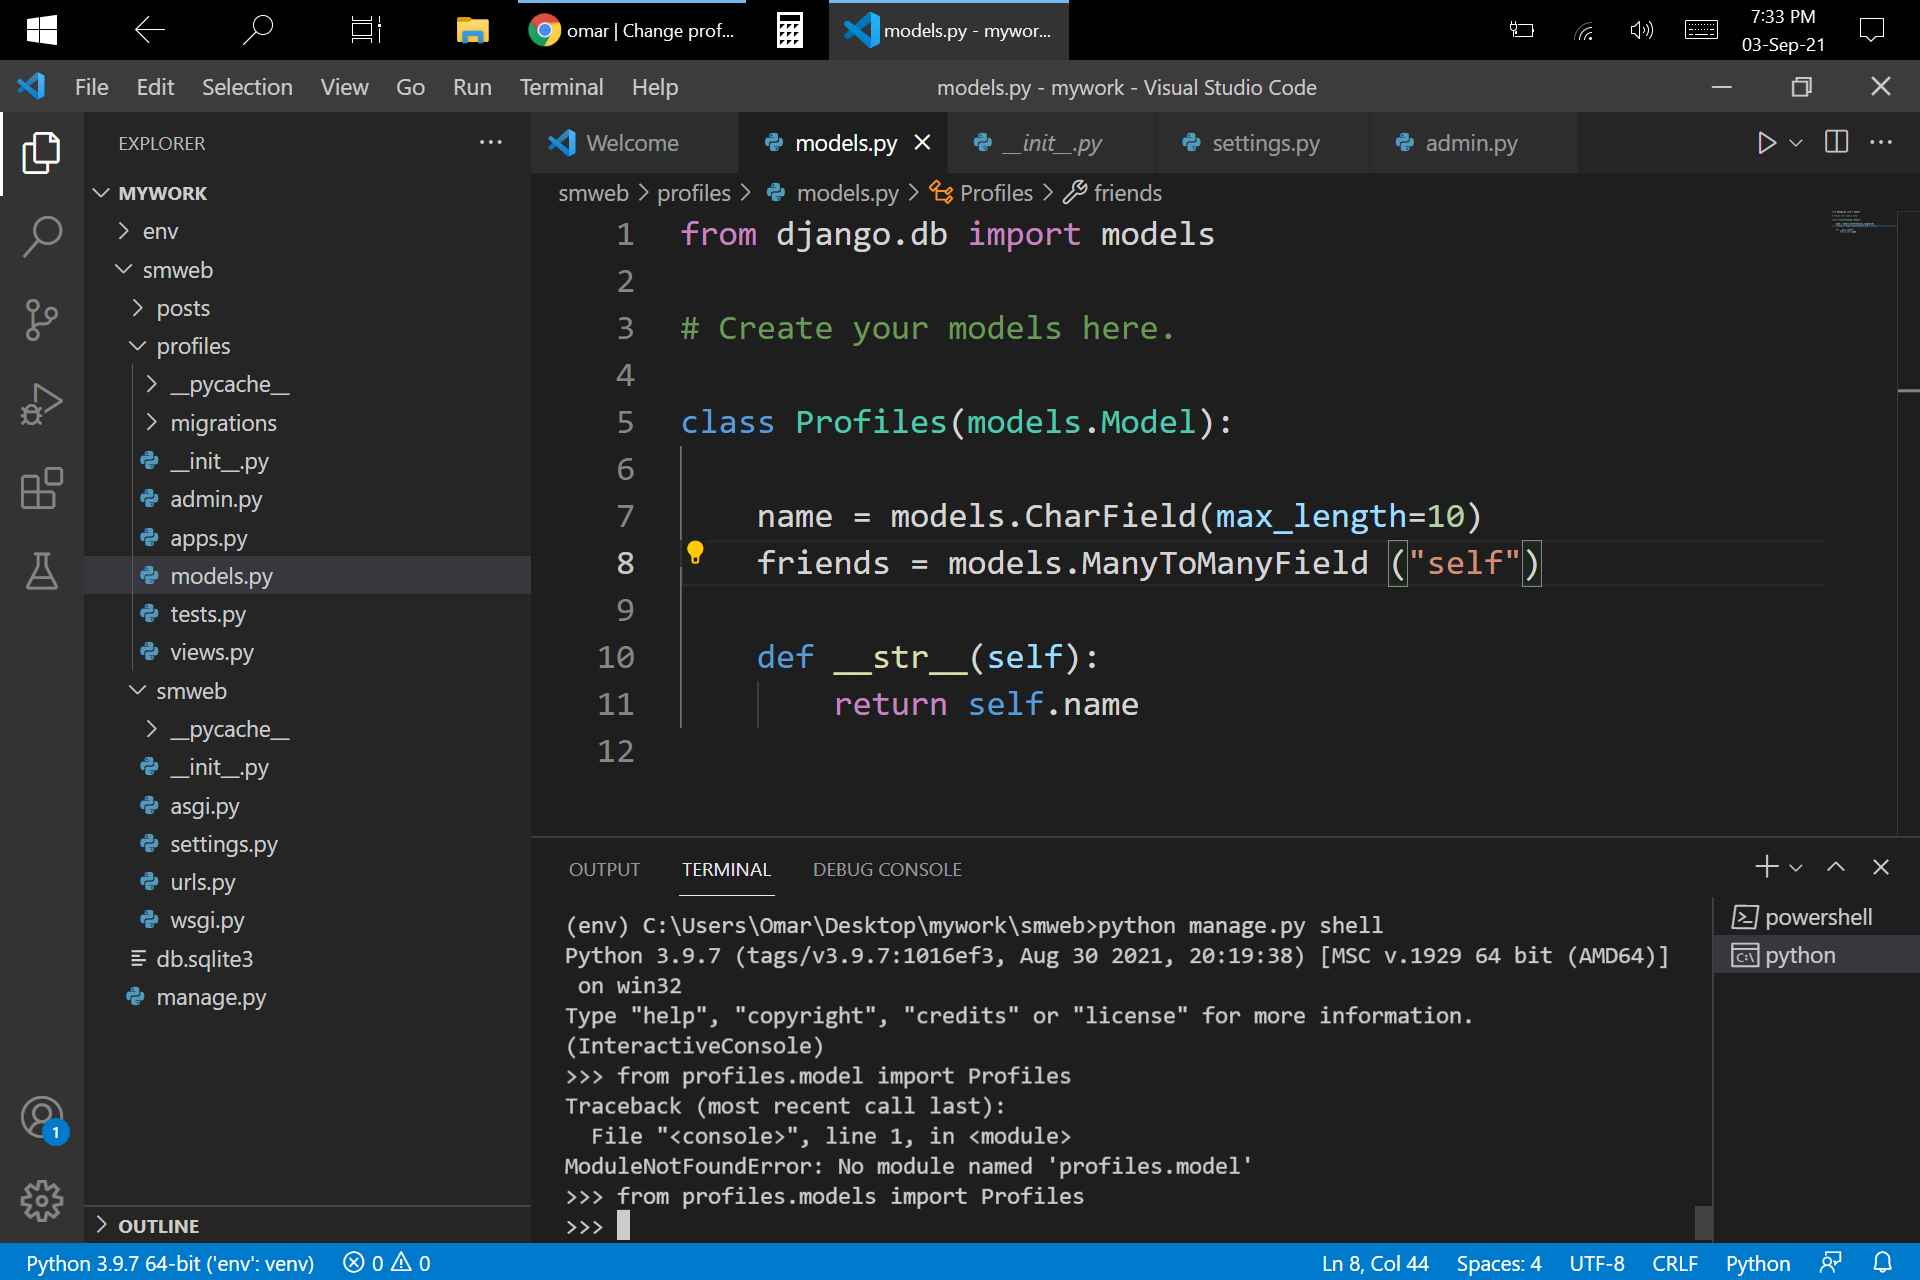 omar | Change prof...
models.py - mywor...
7:33 PM
03-Sep-21
File Edit Selection View Go Run Terminal Help
models.py - mywork - Visual Studio Code
EXPLORER
MYWORK
env
smweb
posts
profiles
__pycache__
migrations
__init__.py
admin.py
apps.py
models.py
tests.py
views.py
smweb
__pycache__
__init__.py
asgi.py
settings.py
urls.py
wsgi.py
db.sqlite3
manage.py
OUTLINE
1
Welcome
models.py
__init__.py
settings.py
admin.py
smweb > profiles > models.py > Profiles > friends
1 from django.db import models
2
3 # Create your models here.
4
5 class Profiles(models.Model):
6
7 name = models.CharField(max_length=10)
8 friends = models.ManyToManyField ("self")
9
10 def __str__(self):
11 return self.name
12
OUTPUT TERMINAL DEBUG CONSOLE
(env) C:\Users\Omar\Desktop\mywork\smweb>python manage.py shell
Python 3.9.7 (tags/v3.9.7:1016ef3, Aug 30 2021, 20:19:38) [MSC v.1929 64 bit (AMD64)]
on win32
Type "help", "copyright", "credits" or "license" for more information.
(InteractiveConsole)
>>> from profiles.model import Profiles
Traceback (most recent call last):
File "<console>", line 1, in <module>
ModuleNotFoundError: No module named 'profiles.model'
>>> from profiles.models import Profiles
>>>
powershell
python
Python 3.9.7 64-bit ('env': venv) 0 0
Ln 8, Col 44 Spaces: 4 UTF-8 CRLF Python